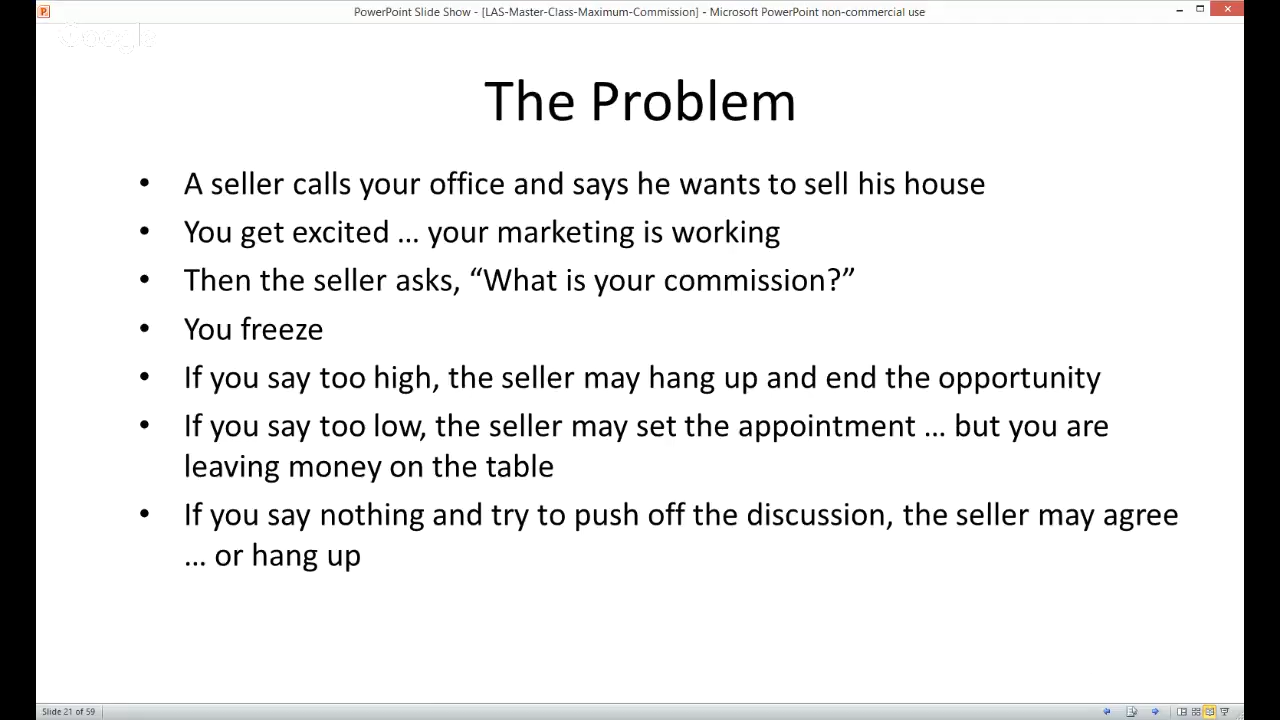 PowerPoint Slide Show - [LAS-Master-Class-Maximum-Commission] - Microsoft PowerPoint non-commercial use
Google
The Problem
• A seller calls your office and says he wants to sell his house
• You get excited … your marketing is working
• Then the seller asks, “What is your commission?”
• You freeze
• If you say too high, the seller may hang up and end the opportunity
• If you say too low, the seller may set the appointment … but you are
leaving money on the table
• If you say nothing and try to push off the discussion, the seller may agree
… or hang up
Slide 21 of 59